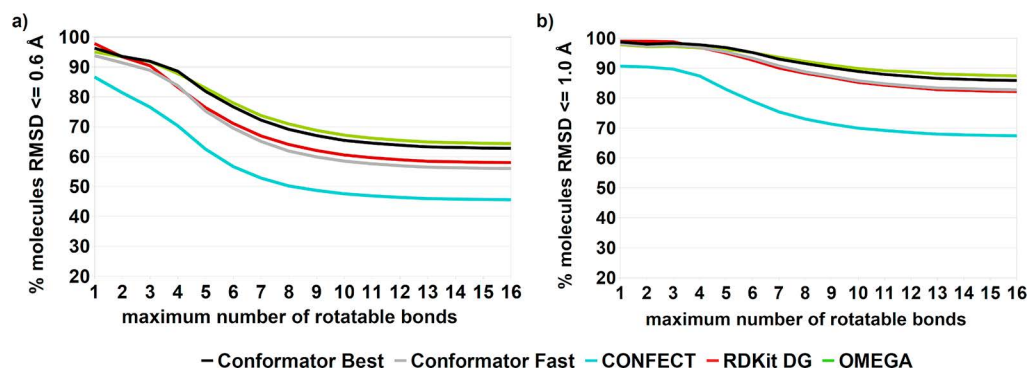 a)
% molecules RMSD <= 0.6 Å
100
90
80
70
60
50
40
30
20
1 2 3 4 5 6 7 8 9 10 11 12 13 14 15 16
maximum number of rotatable bonds
b)
% molecules RMSD <= 1.0 Å
100
90
80
70
60
50
40
30
20
1 2 3 4 5 6 7 8 9 10 11 12 13 14 15 16
maximum number of rotatable bonds
Conformator Best Conformator Fast CONFECT RDKit DG OMEGA